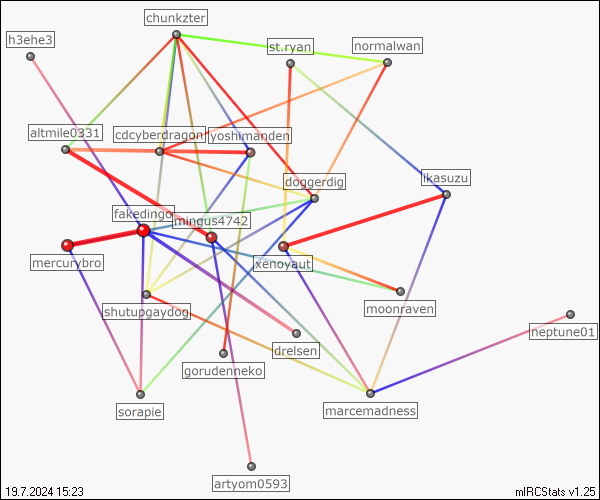 chunkzter
h3ehe3
st.ryan
normalwan
altmile0331
cdcyberdragon
yoshimanden
doggerdig
ikasuzu
fakedingo
mingus4742
mercurybro
xenoyaut
shutupgaydog
moonraven
neptune01
drelsen
gorudenneko
sorapie
marcemadness
artyom0593
19.7.2024 15:23
mIRCStats v1.25